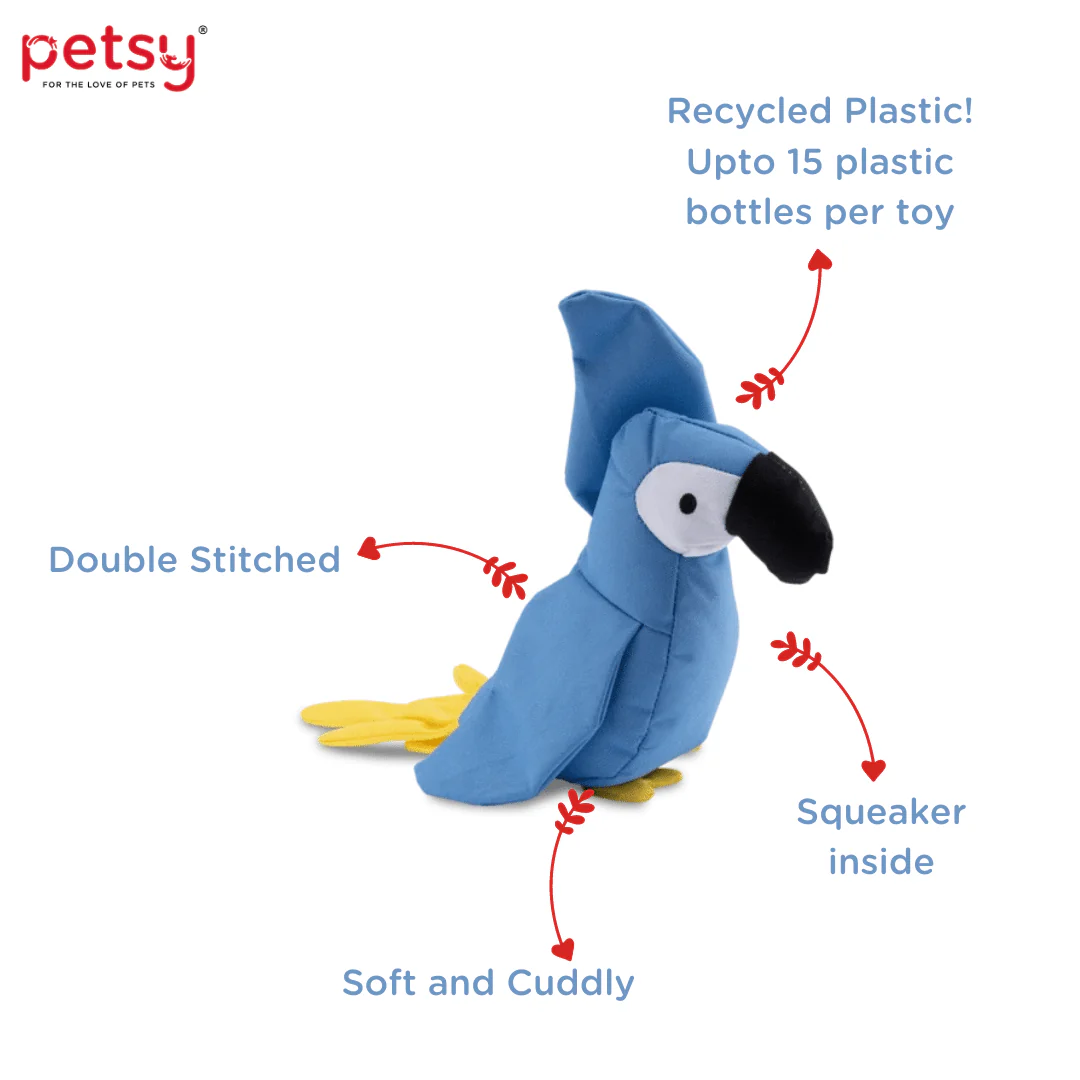 petsy®
FOR THE LOVE OF PETS
Recycled Plastic!
Upto 15 plastic
bottles per toy
Double Stitched
Squeaker
inside
Soft and Cuddly